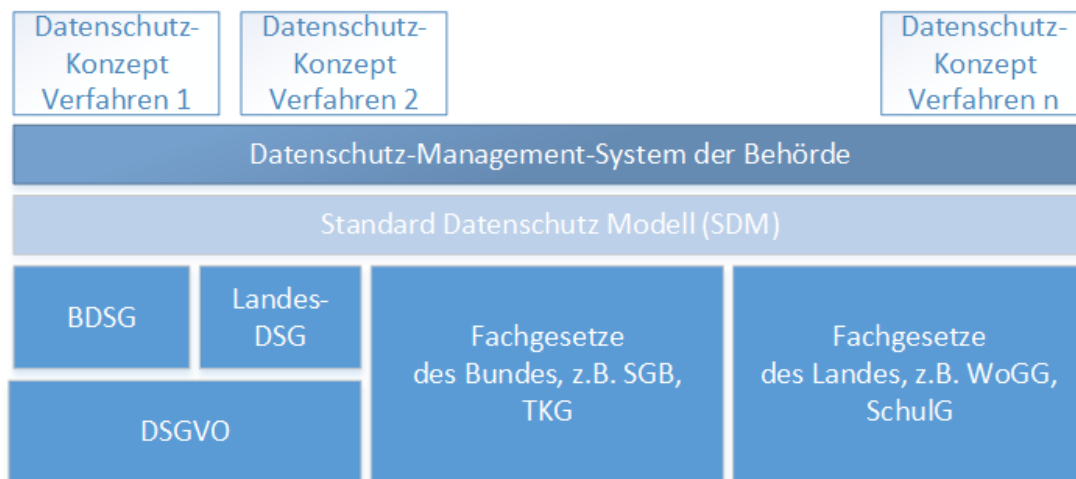 Datenschutz-
Konzept
Verfahren 1
Datenschutz-
Konzept
Verfahren 2
Datenschutz-
Konzept
Verfahren n
Datenschutz-Management-System der Behörde
Standard Datenschutz Modell (SDM)
BDSG
Landes-
DSG
Fachgesetze
des Bundes, z.B. SGB,
TKG
Fachgesetze
des Landes, z.B. WoGG,
SchulG
DSGVO